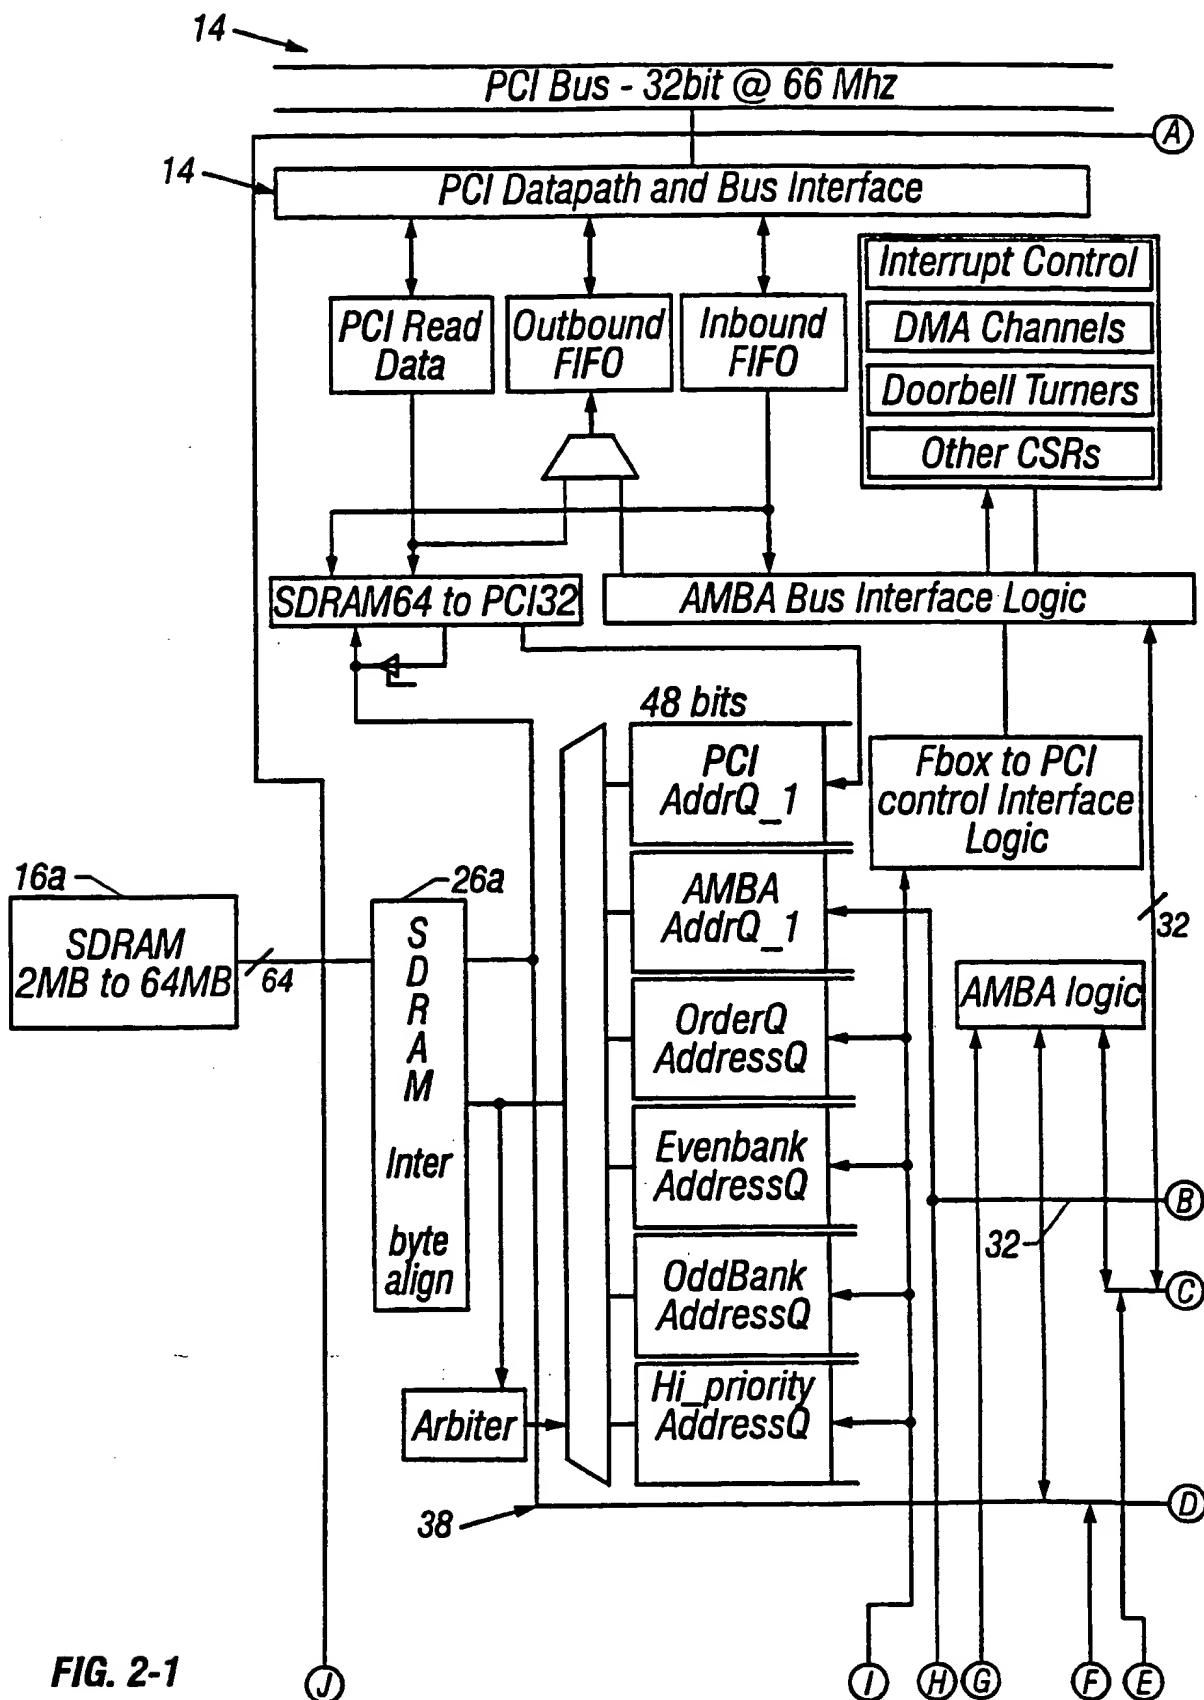 14
PCI Bus - 32bit @ 66 Mhz
A
14
PCI Datapath and Bus Interface
Interrupt Control
DMA Channels
Doorbell Turners
Other CSRs
PCI Read
Data
Outbound
FIFO
Inbound
FIFO
SDRAM64 to PCI32
AMBA Bus Interface Logic
48 bits
PCI
AddrQ_1
Fbox to PCI
control Interface
Logic
16a
SDRAM
2MB to 64MB
64
26a
S
D
R
A
M
Inter
byte
align
AMBA
AddrQ_1
32
AMBA logic
OrderQ
AddressQ
Evenbank
AddressQ
B
32
OddBank
AddressQ
C
Hi_priority
AddressQ
Arbiter
38
D
FIG. 2-1
J
I
H
G
F
E